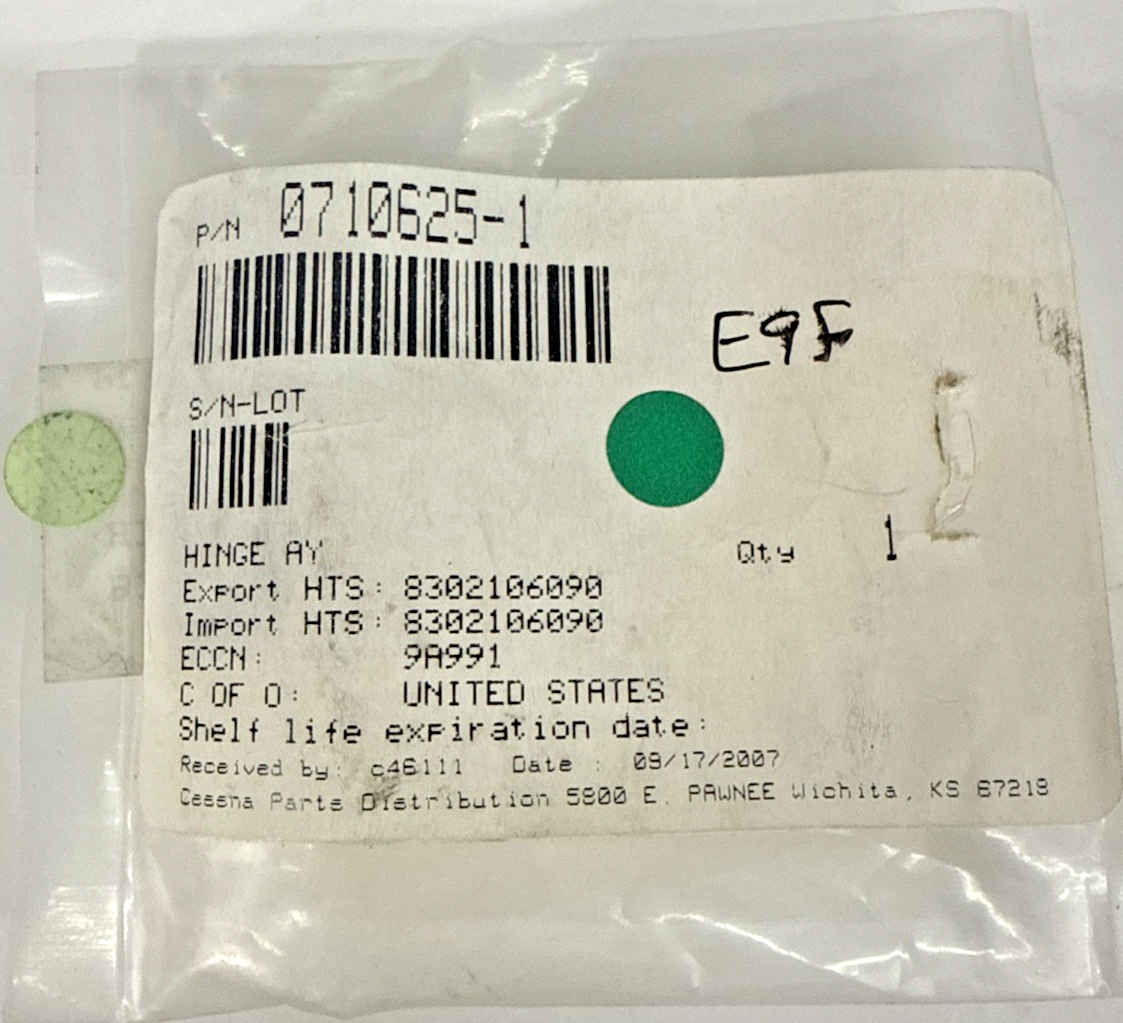 P/N 0710625-1
E9F
S/N-LOT
HINGE AY
Qty 1
Export HTS: 8302106090
Import HTS: 8302106090
ECCN: 9A991
C OF O: UNITED STATES
Shelf life expiration date:
Received by: c46111 Date : 09/17/2007
Cessna Parts Distribution 5800 E. PAWNEE Wichita, KS 67218